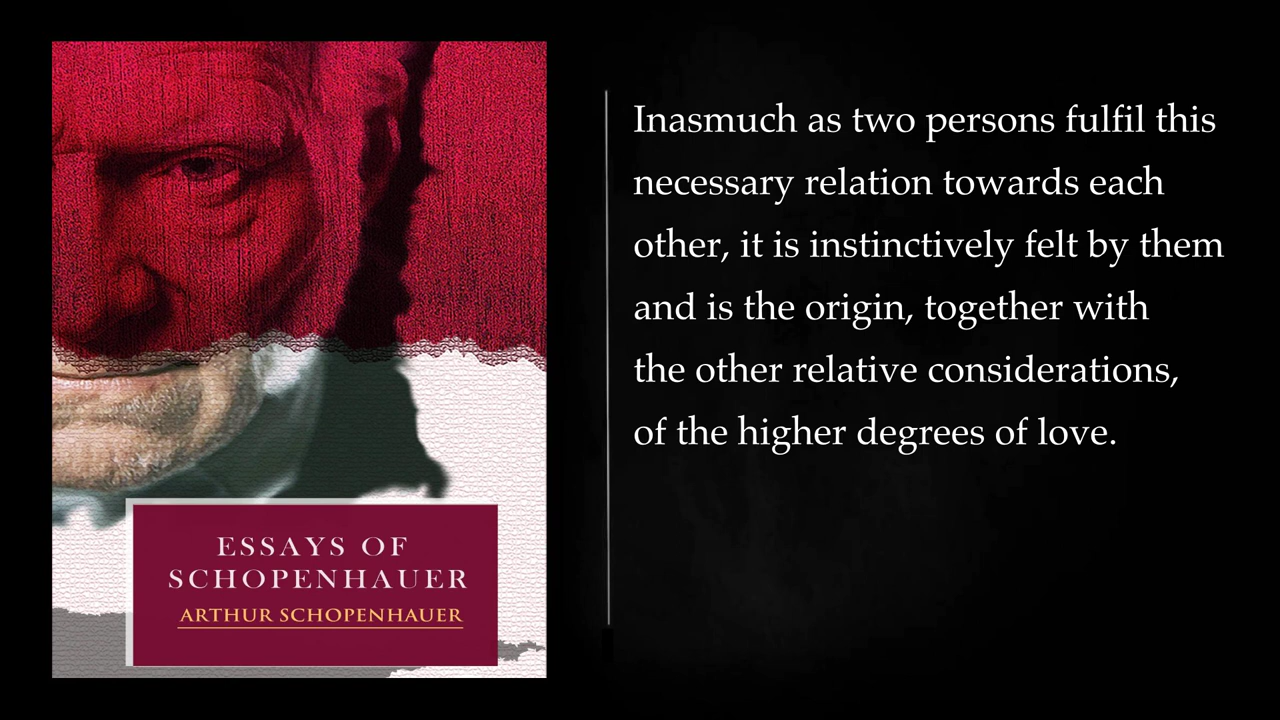 ESSAYS OF
SCHOPENHAUER
ARTHUR SCHOPENHAUER
Inasmuch as two persons fulfil this
necessary relation towards each
other, it is instinctively felt by them
and is the origin, together with
the other relative considerations,
of the higher degrees of love.